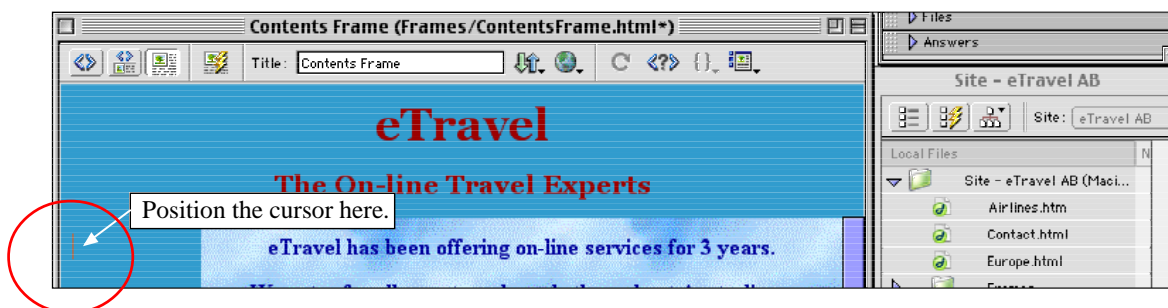 Contents Frame (Frames/ContentsFrame.html*)
Title: Contents Frame
eTravel
The On-line Travel Experts
Position the cursor here.
eTravel has been offering on-line services for 3 years.
Files
Answers
Site - eTravel AB
Site: eTravel AB
Local Files N
Site - eTravel AB (Maci...
Airlines.htm
Contact.html
Europe.html